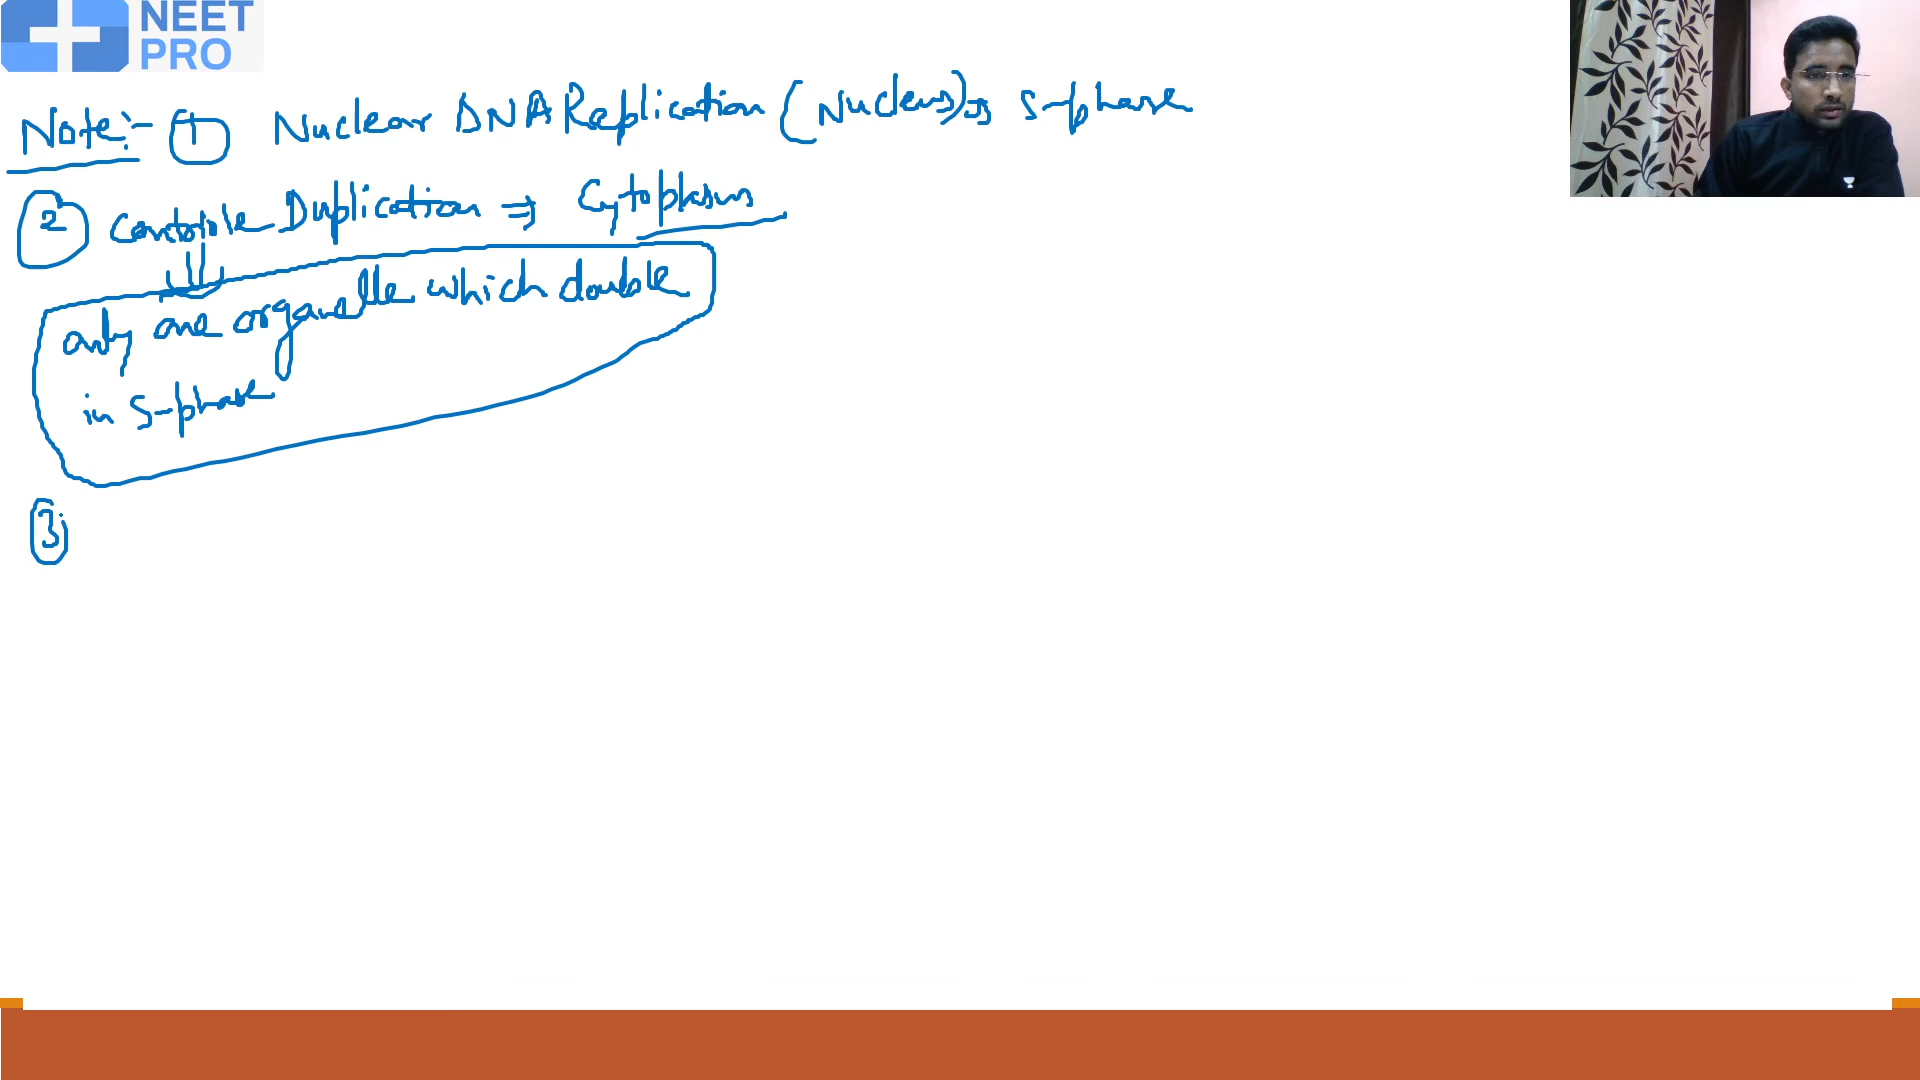 NEET
PRO
Note:- ① Nuclear DNA Replication (Nucleus) → S-phase
② Centriole Duplication ⇒ Cytoplasm
only one organelle which double
in S-phase
③